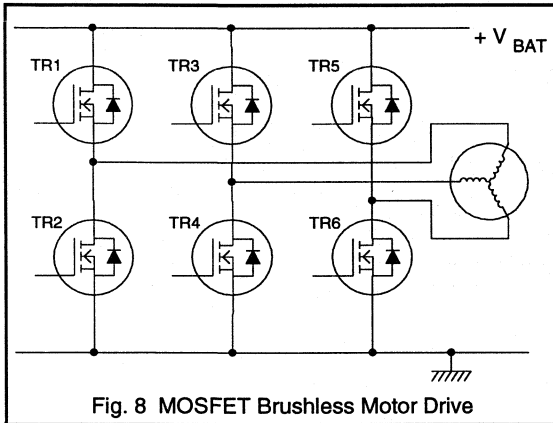 + V BAT
TR1 TR3 TR5
TR2 TR4 TR6
Fig. 8 MOSFET Brushless Motor Drive